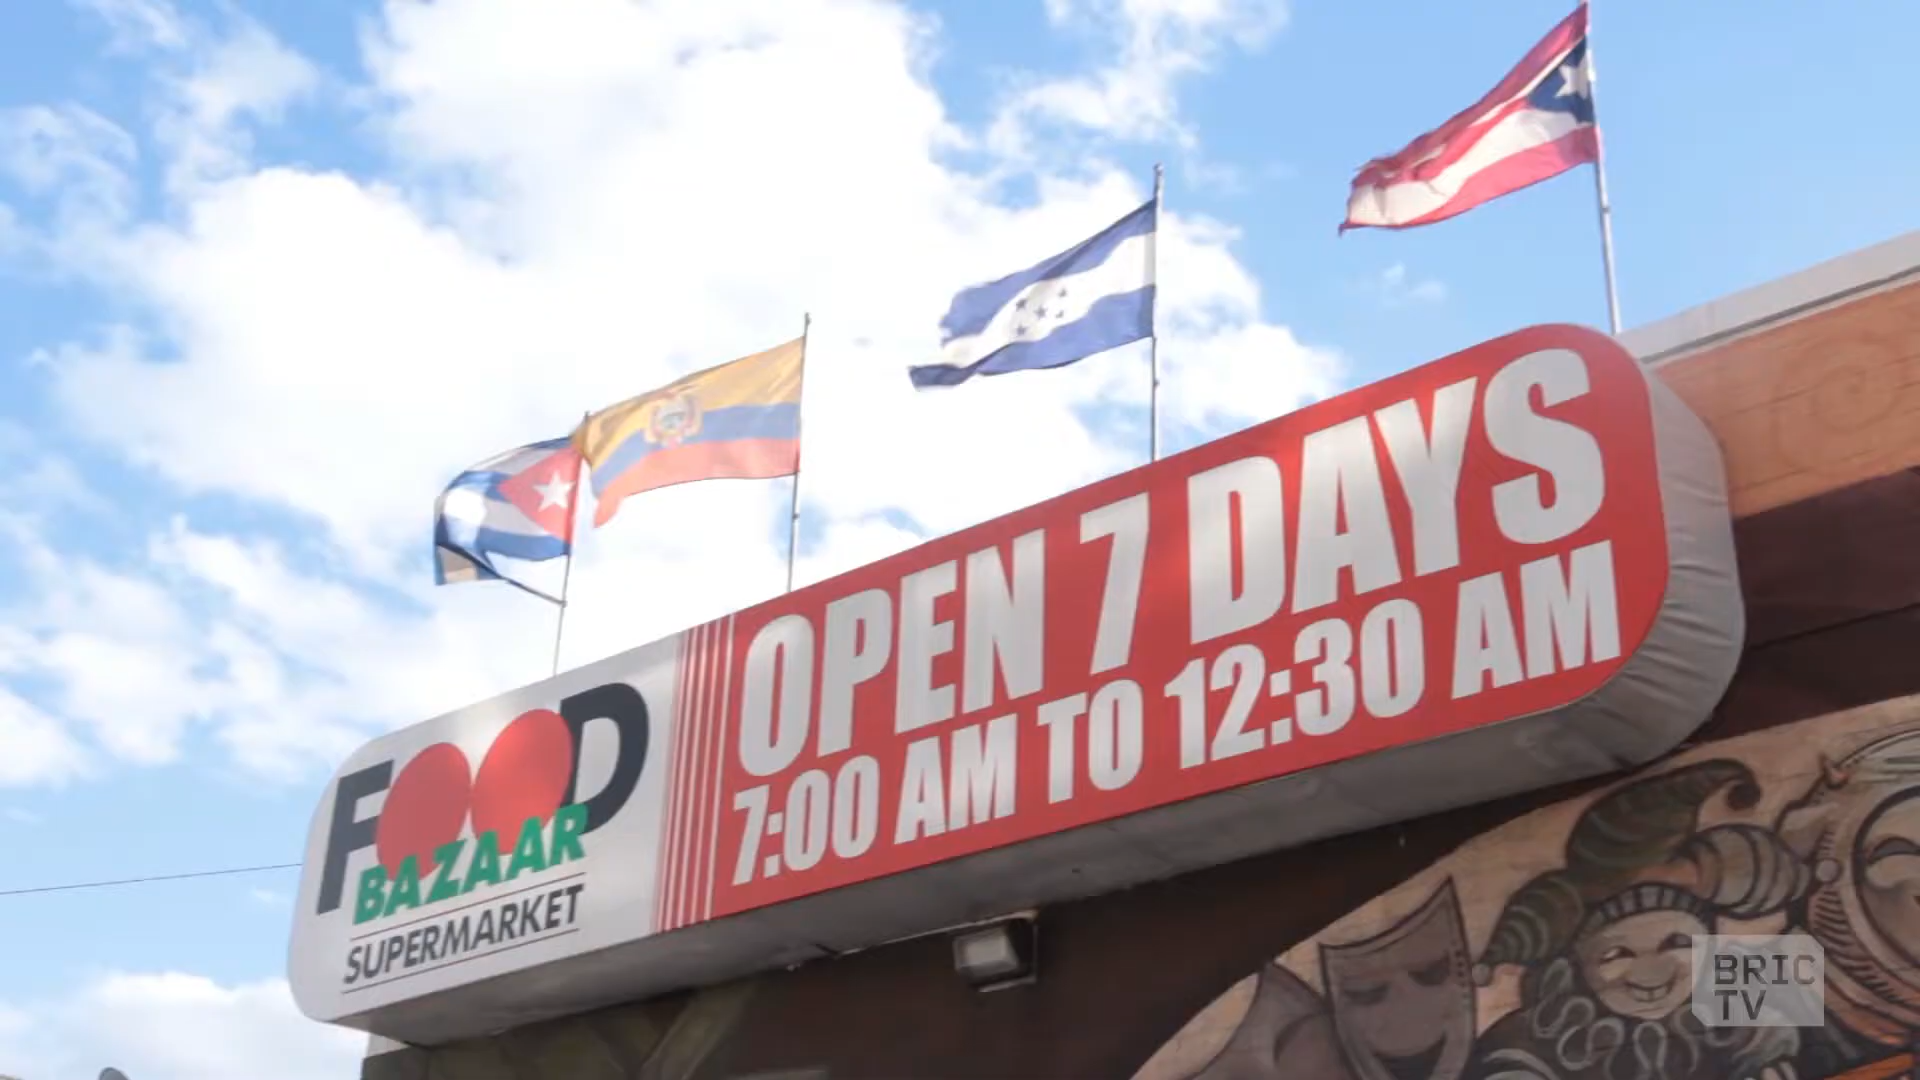 FOOD
BAZAAR
SUPERMARKET
OPEN 7 DAYS
7:00 AM TO 12:30 AM
BRIC
TV